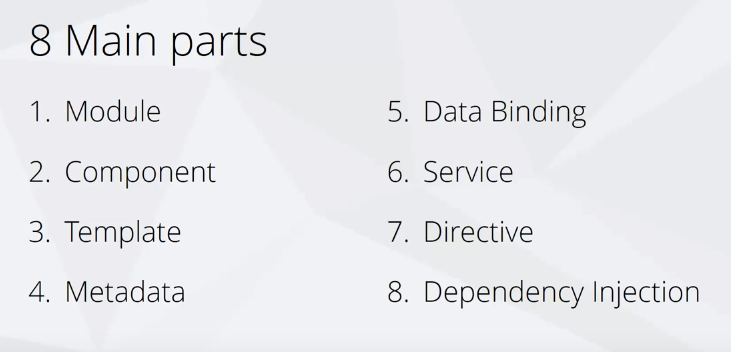 8 Main parts
1. Module
2. Component
3. Template
4. Metadata
5. Data Binding
6. Service
7. Directive
8. Dependency Injection